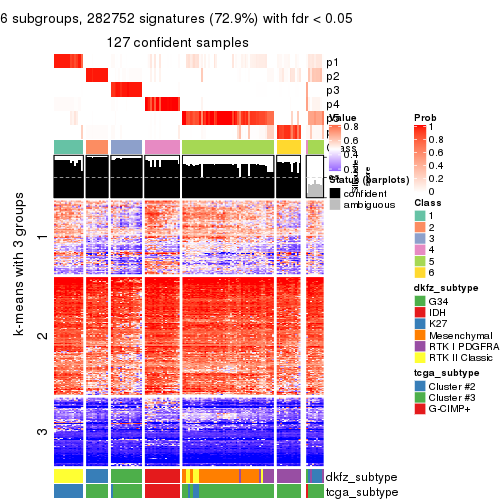 6 subgroups, 282752 signatures (72.9%) with fdr < 0.05
127 confident samples
p1
p2
p3
p4
Value
0.8
0.6
0.4
0.2
Silhouette
score
Status (barplots)
confident
ambiguous
k-means with 3 groups
1
2
3
dkfz_subtype
tcga_subtype
Prob
1
0.8
0.6
0.4
0.2
0
Class
1
2
3
4
5
6
dkfz_subtype
G34
IDH
K27
Mesenchymal
RTK I PDGFRA
RTK II Classic
tcga_subtype
Cluster #2
Cluster #3
G-CIMP+